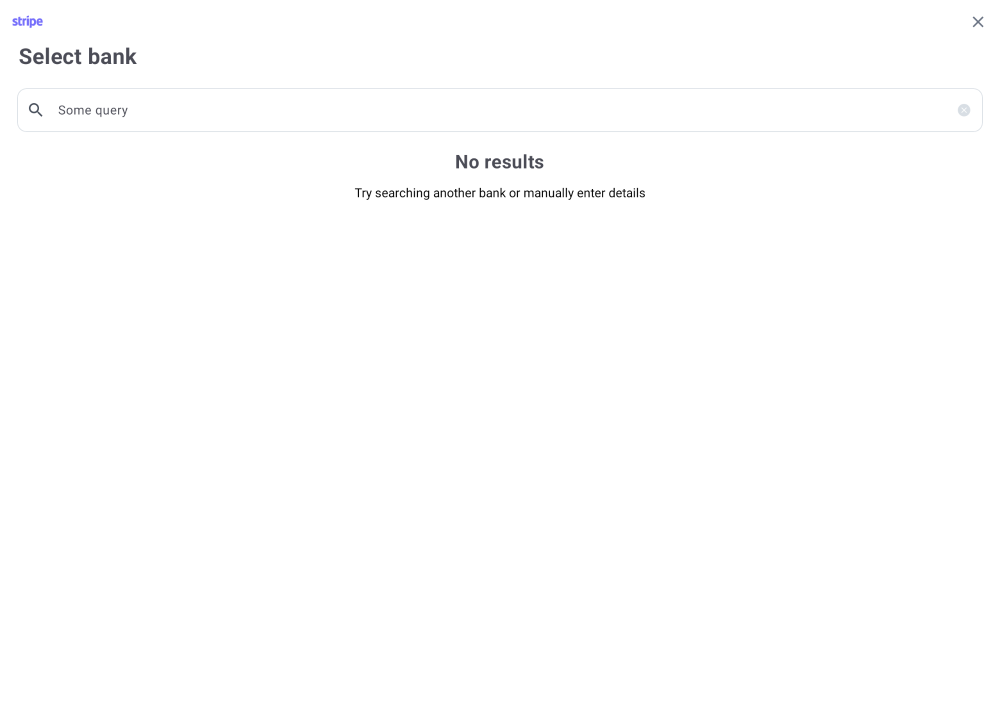 stripe
Select bank
Some query
No results
Try searching another bank or manually enter details